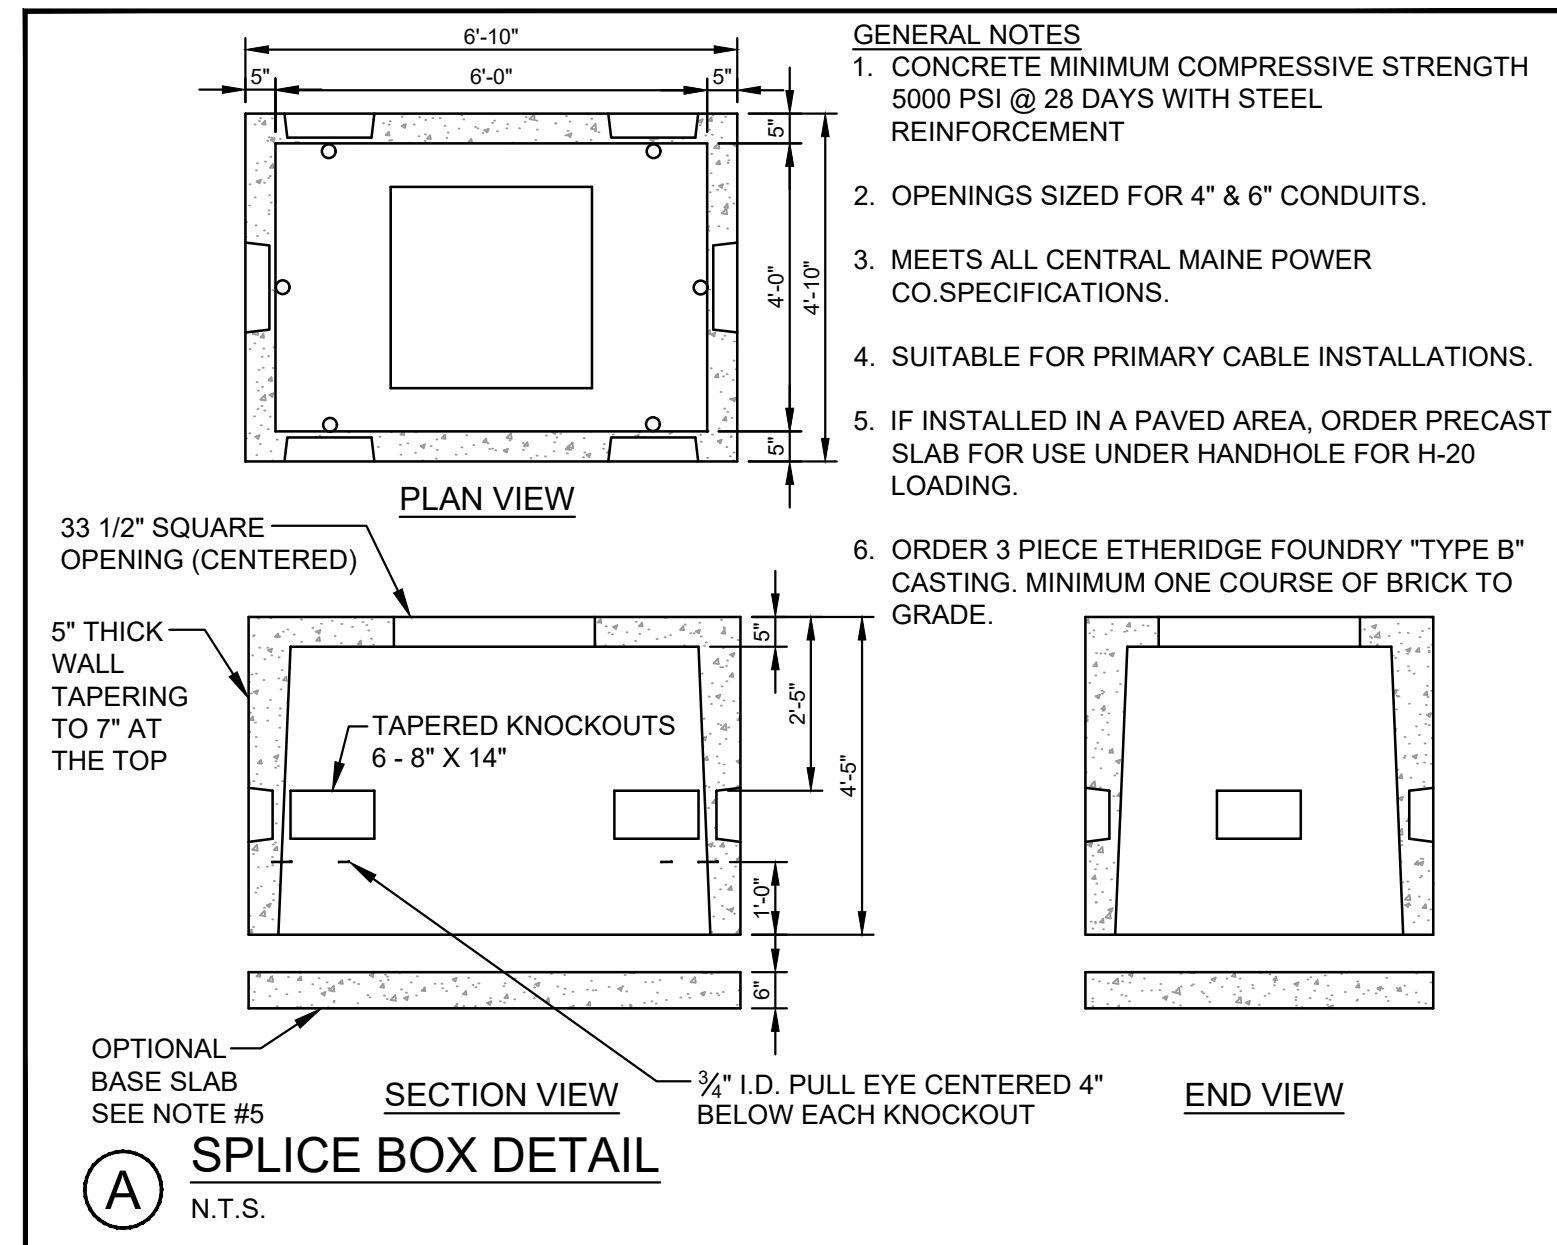 6'-10"
5"
6'-0"
5"
5"
4'-0"
4'-10"
5"
PLAN VIEW
GENERAL NOTES
1. CONCRETE MINIMUM COMPRESSIVE STRENGTH
5000 PSI @ 28 DAYS WITH STEEL
REINFORCEMENT
2. OPENINGS SIZED FOR 4" & 6" CONDUITS.
3. MEETS ALL CENTRAL MAINE POWER
CO.SPECIFICATIONS.
4. SUITABLE FOR PRIMARY CABLE INSTALLATIONS.
5. IF INSTALLED IN A PAVED AREA, ORDER PRECAST
SLAB FOR USE UNDER HANDHOLE FOR H-20
LOADING.
6. ORDER 3 PIECE ETHERIDGE FOUNDRY "TYPE B"
CASTING. MINIMUM ONE COURSE OF BRICK TO
GRADE.
33 1/2" SQUARE
OPENING (CENTERED)
5" THICK
WALL
TAPERING
TO 7" AT
THE TOP
TAPERED KNOCKOUTS
6 - 8" X 14"
5"
2'-5"
4'-5"
1'-0"
6"
OPTIONAL
BASE SLAB
SEE NOTE #5
SECTION VIEW
¾" I.D. PULL EYE CENTERED 4"
BELOW EACH KNOCKOUT
END VIEW
A
SPLICE BOX DETAIL
N.T.S.